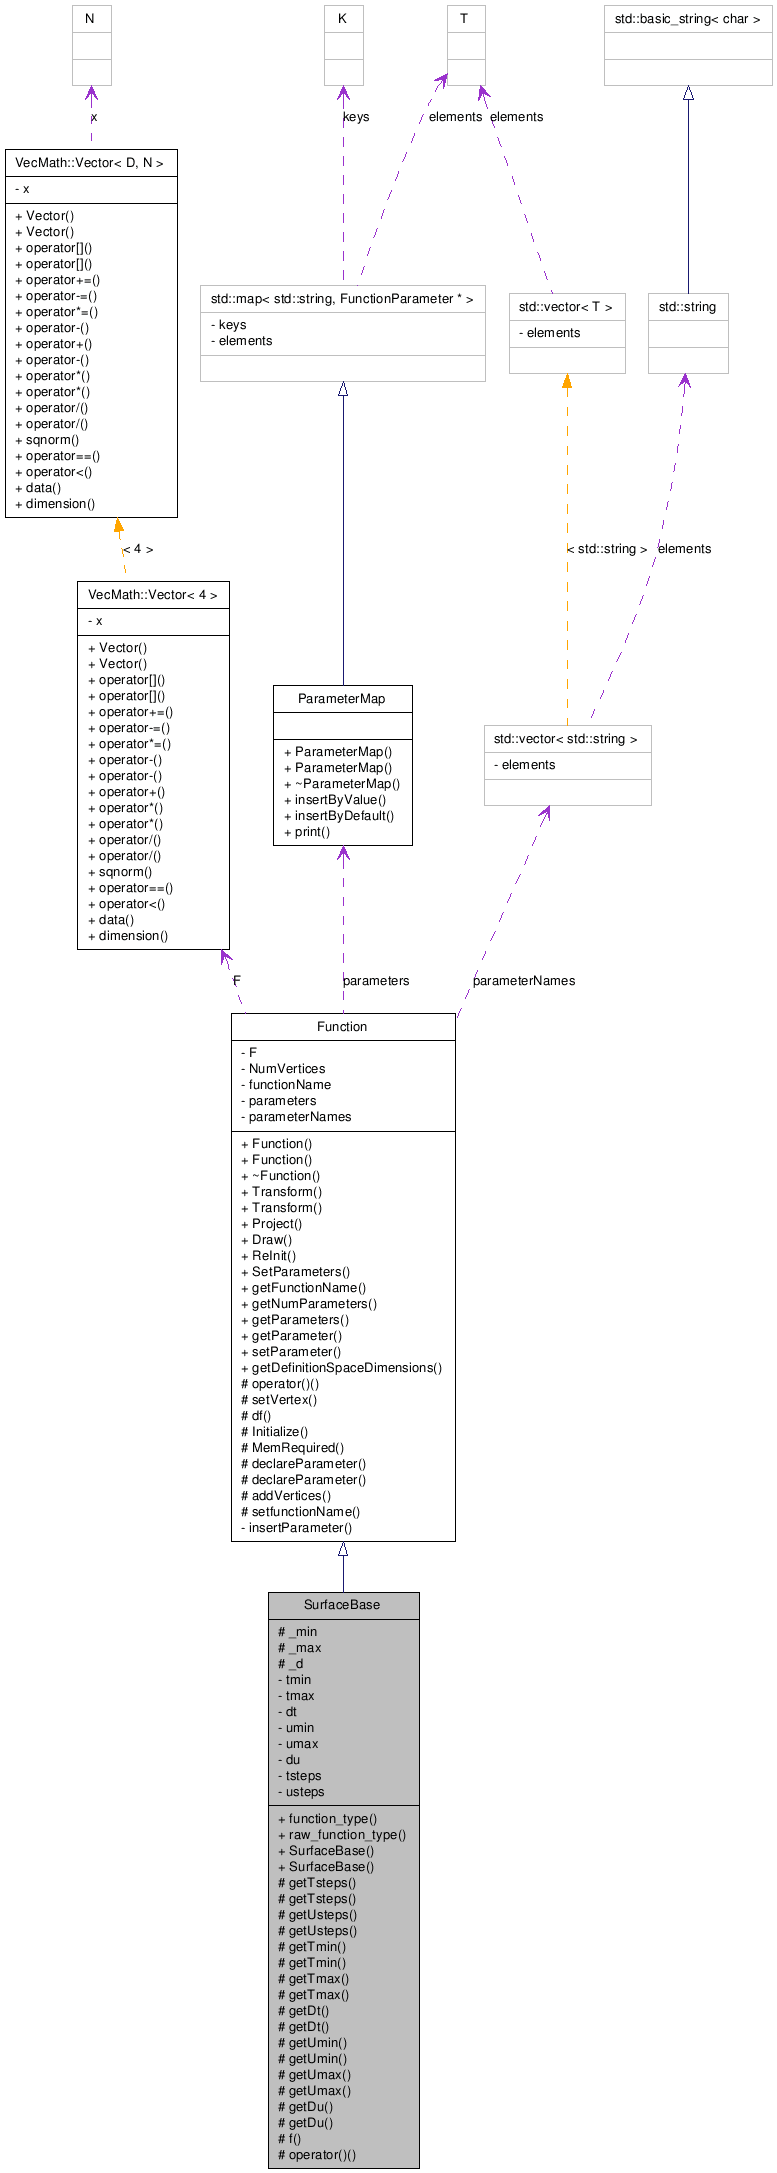 N
K
T
std::basic_string< char >
x
keys
elements
elements
VecMath::Vector< D, N >
- x
+ Vector()
+ Vector()
+ operator[]()
+ operator[]()
+ operator+=()
+ operator-=()
+ operator*=()
+ operator-()
+ operator+()
+ operator-()
+ operator*()
+ operator*()
+ operator/()
+ operator/()
+ sqnorm()
+ operator==()
+ operator<()
+ data()
+ dimension()
std::map< std::string, FunctionParameter * >
- keys
- elements
std::vector< T >
- elements
std::string
< 4 >
< std::string >
elements
VecMath::Vector< 4 >
- x
+ Vector()
+ Vector()
+ operator[]()
+ operator[]()
+ operator+=()
+ operator-=()
+ operator*=()
+ operator-()
+ operator-()
+ operator+()
+ operator*()
+ operator*()
+ operator/()
+ operator/()
+ sqnorm()
+ operator==()
+ operator<()
+ data()
+ dimension()
ParameterMap
+ ParameterMap()
+ ParameterMap()
+ ~ParameterMap()
+ insertByValue()
+ insertByDefault()
+ print()
std::vector< std::string >
- elements
F
parameters
parameterNames
Function
- F
- NumVertices
- functionName
- parameters
- parameterNames
+ Function()
+ Function()
+ ~Function()
+ Transform()
+ Transform()
+ Project()
+ Draw()
+ ReInit()
+ SetParameters()
+ getFunctionName()
+ getNumParameters()
+ getParameters()
+ getParameter()
+ setParameter()
+ getDefinitionSpaceDimensions()
# operator()()
# setVertex()
# df()
# Initialize()
# MemRequired()
# declareParameter()
# declareParameter()
# addVertices()
# setfunctionName()
- insertParameter()
SurfaceBase
# _min
# _max
# _d
- tmin
- tmax
- dt
- umin
- umax
- du
- tsteps
- usteps
+ function_type()
+ raw_function_type()
+ SurfaceBase()
+ SurfaceBase()
# getTsteps()
# getTsteps()
# getUsteps()
# getUsteps()
# getTmin()
# getTmin()
# getTmax()
# getTmax()
# getDt()
# getDt()
# getUmin()
# getUmin()
# getUmax()
# getUmax()
# getDu()
# getDu()
# f()
# operator()()